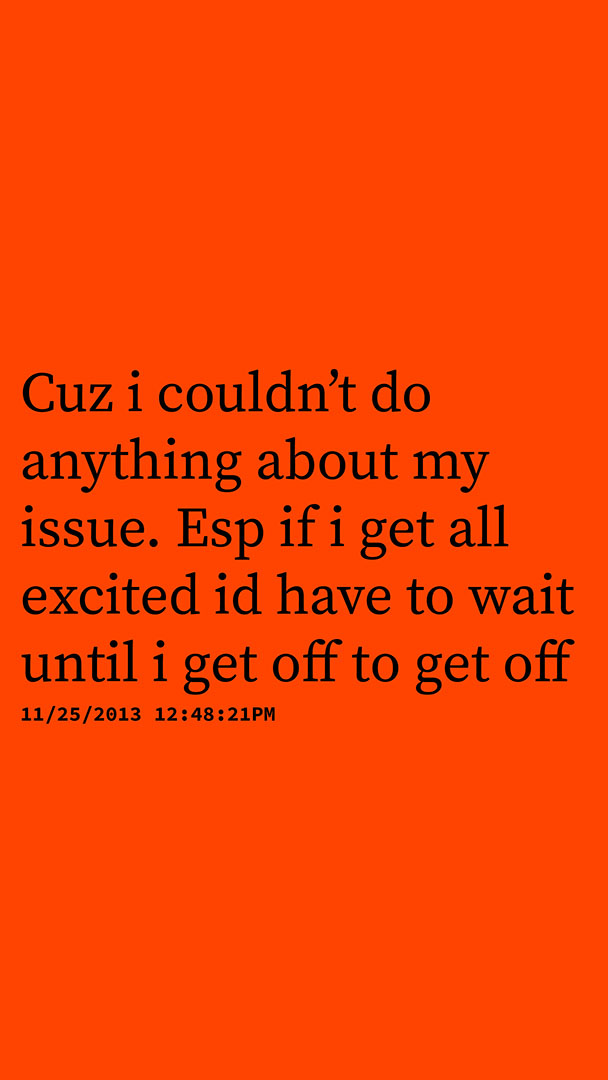 Cuz i couldn’t do
anything about my
issue. Esp if i get all
excited id have to wait
until i get off to get off
11/25/2013 12:48:21PM